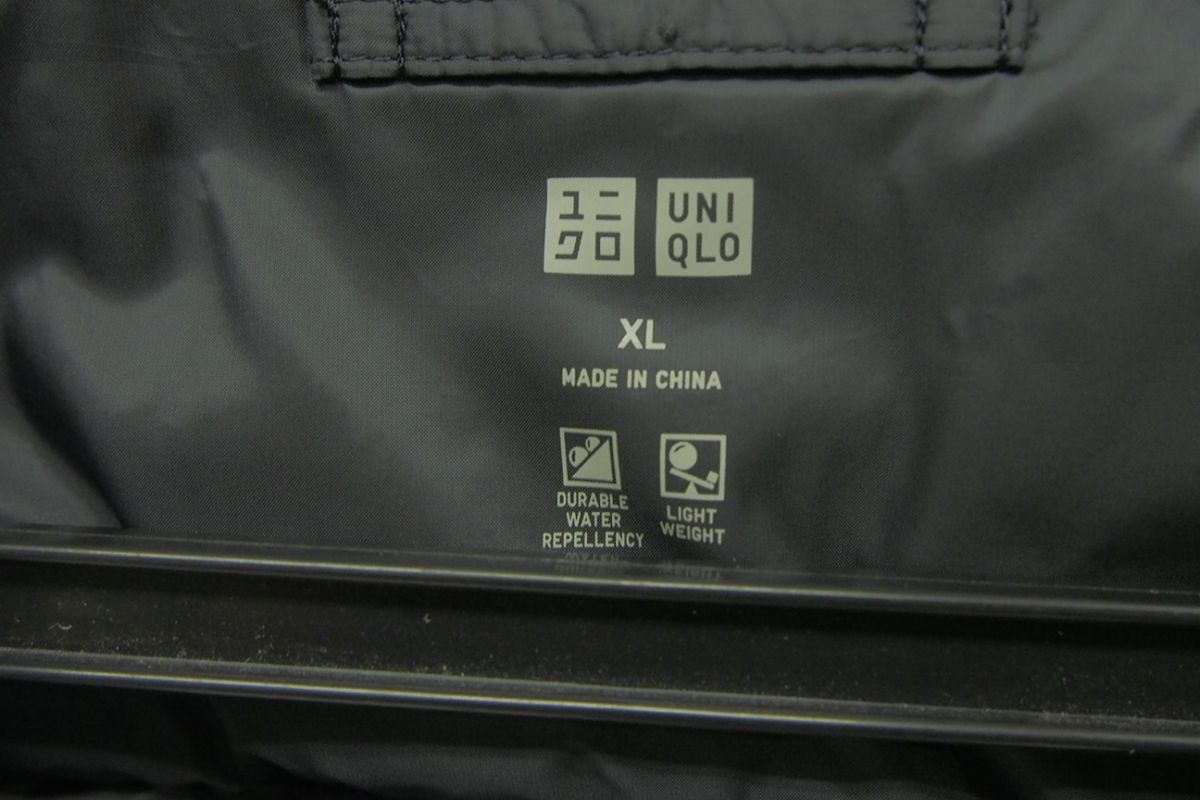 ユニ
クロ
UNI
QLO
XL
MADE IN CHINA
DURABLE
WATER
REPELLENCY
LIGHT
WEIGHT